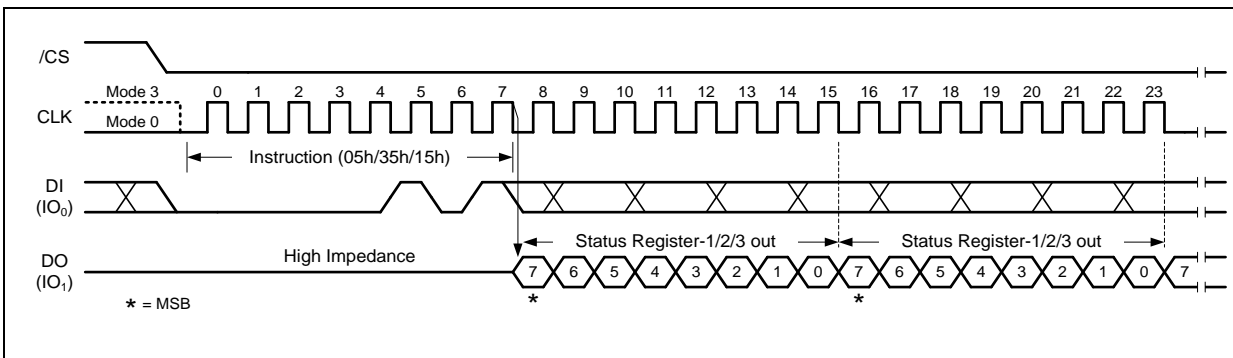 /CS
Mode 3 0 1 2 3 4 5 6 7 8 9 10 11 12 13 14 15 16 17 18 19 20 21 22 23
CLK
Mode 0
Instruction (05h/35h/15h)
DI
(IO₀)
Status Register-1/2/3 out Status Register-1/2/3 out
High Impedance
DO
(IO₁)
7 6 5 4 3 2 1 0 7 6 5 4 3 2 1 0 7
* *
* = MSB